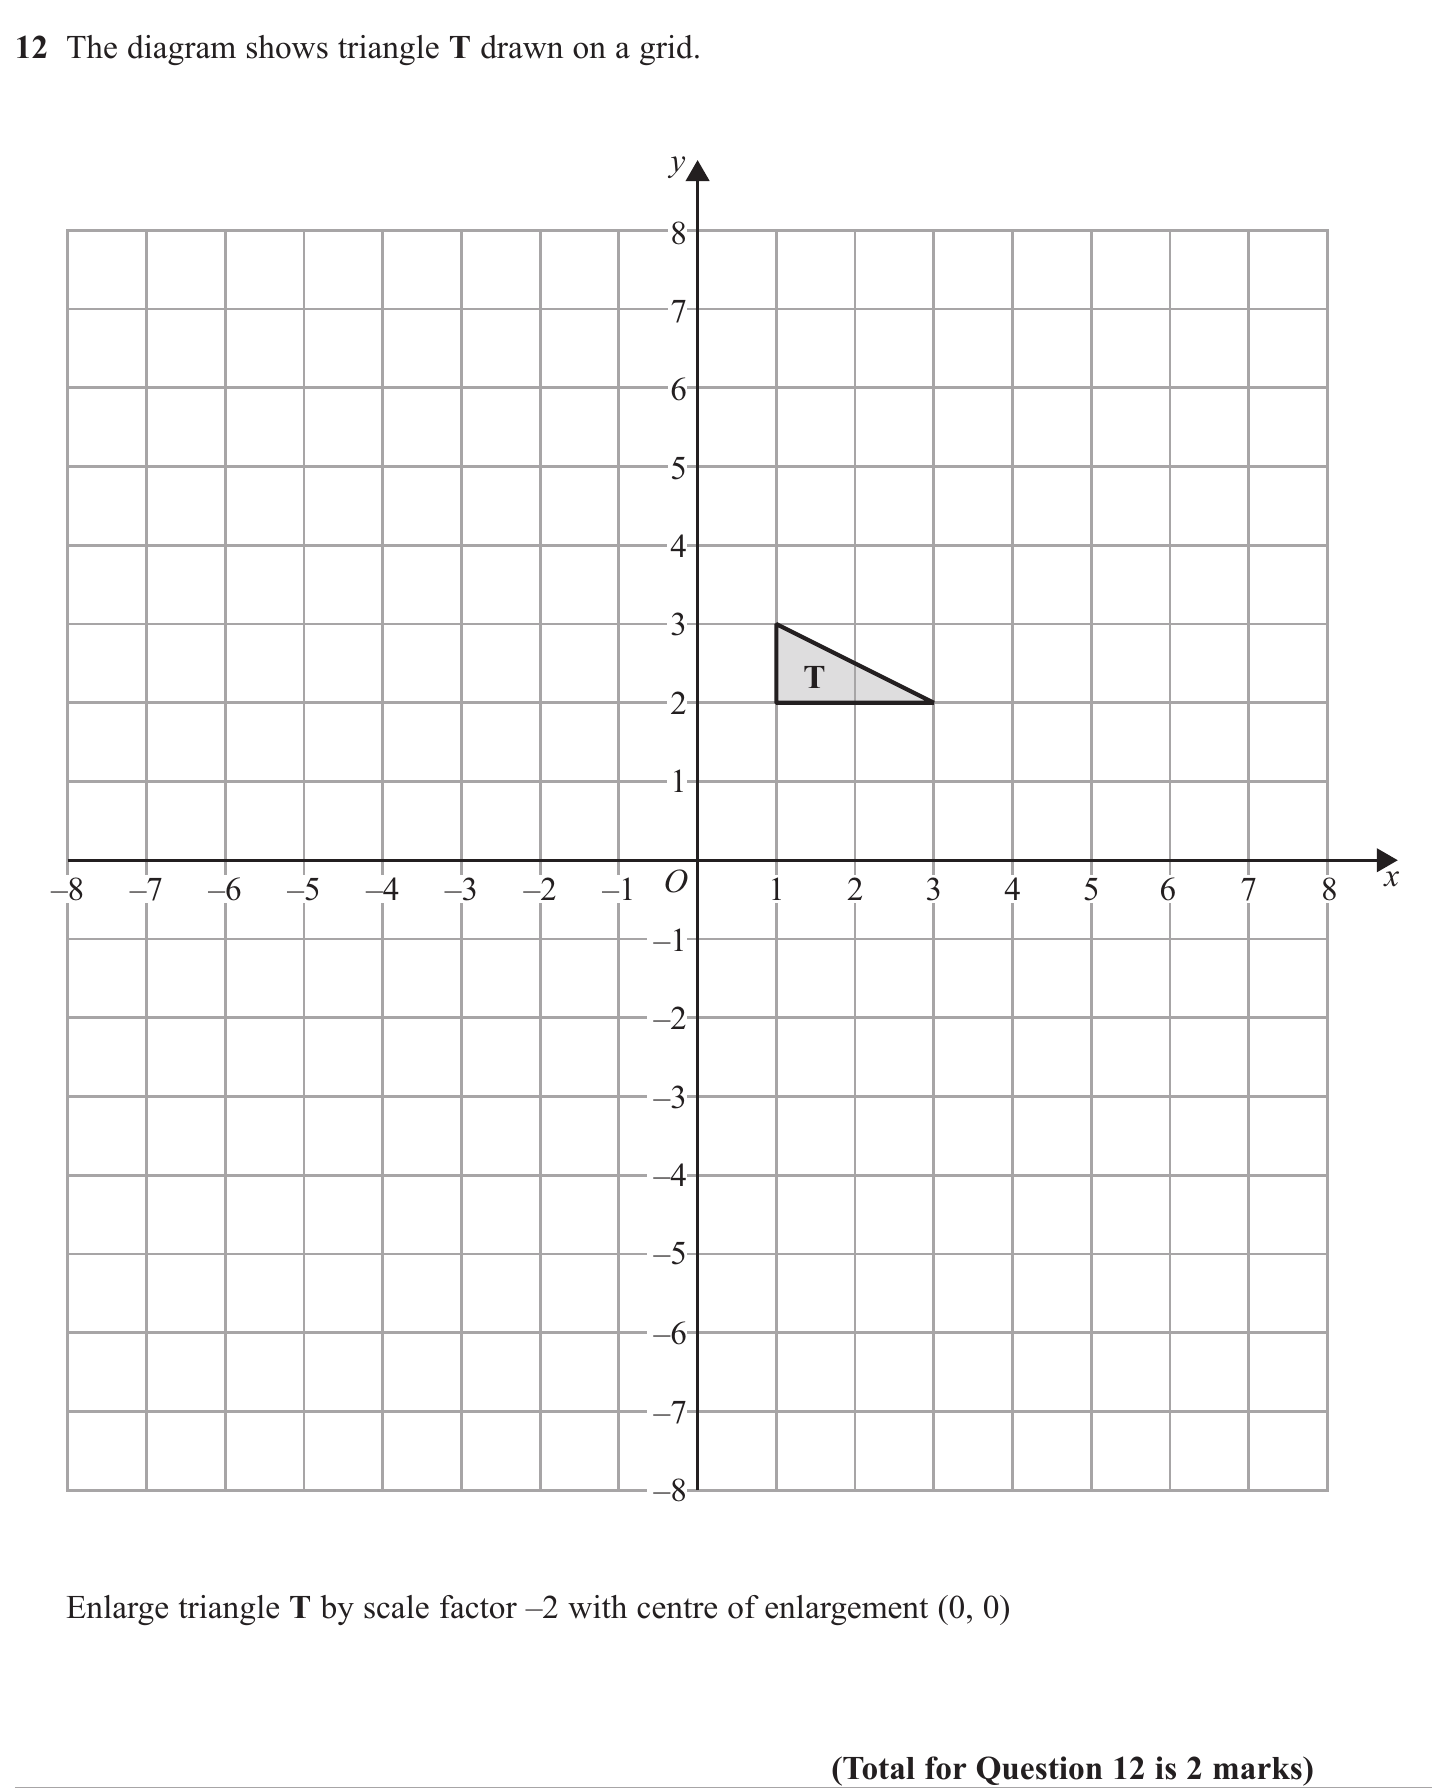 12 The diagram shows triangle T drawn on a grid.
y
8
7
6
5
4
3
T
2
1
–8 –7 –6 –5 –4 –3 –2 –1 O 1 2 3 4 5 6 7 8 x
–1
–2
–3
–4
–5
–6
–7
–8
Enlarge triangle T by scale factor –2 with centre of enlargement (0, 0)
(Total for Question 12 is 2 marks)